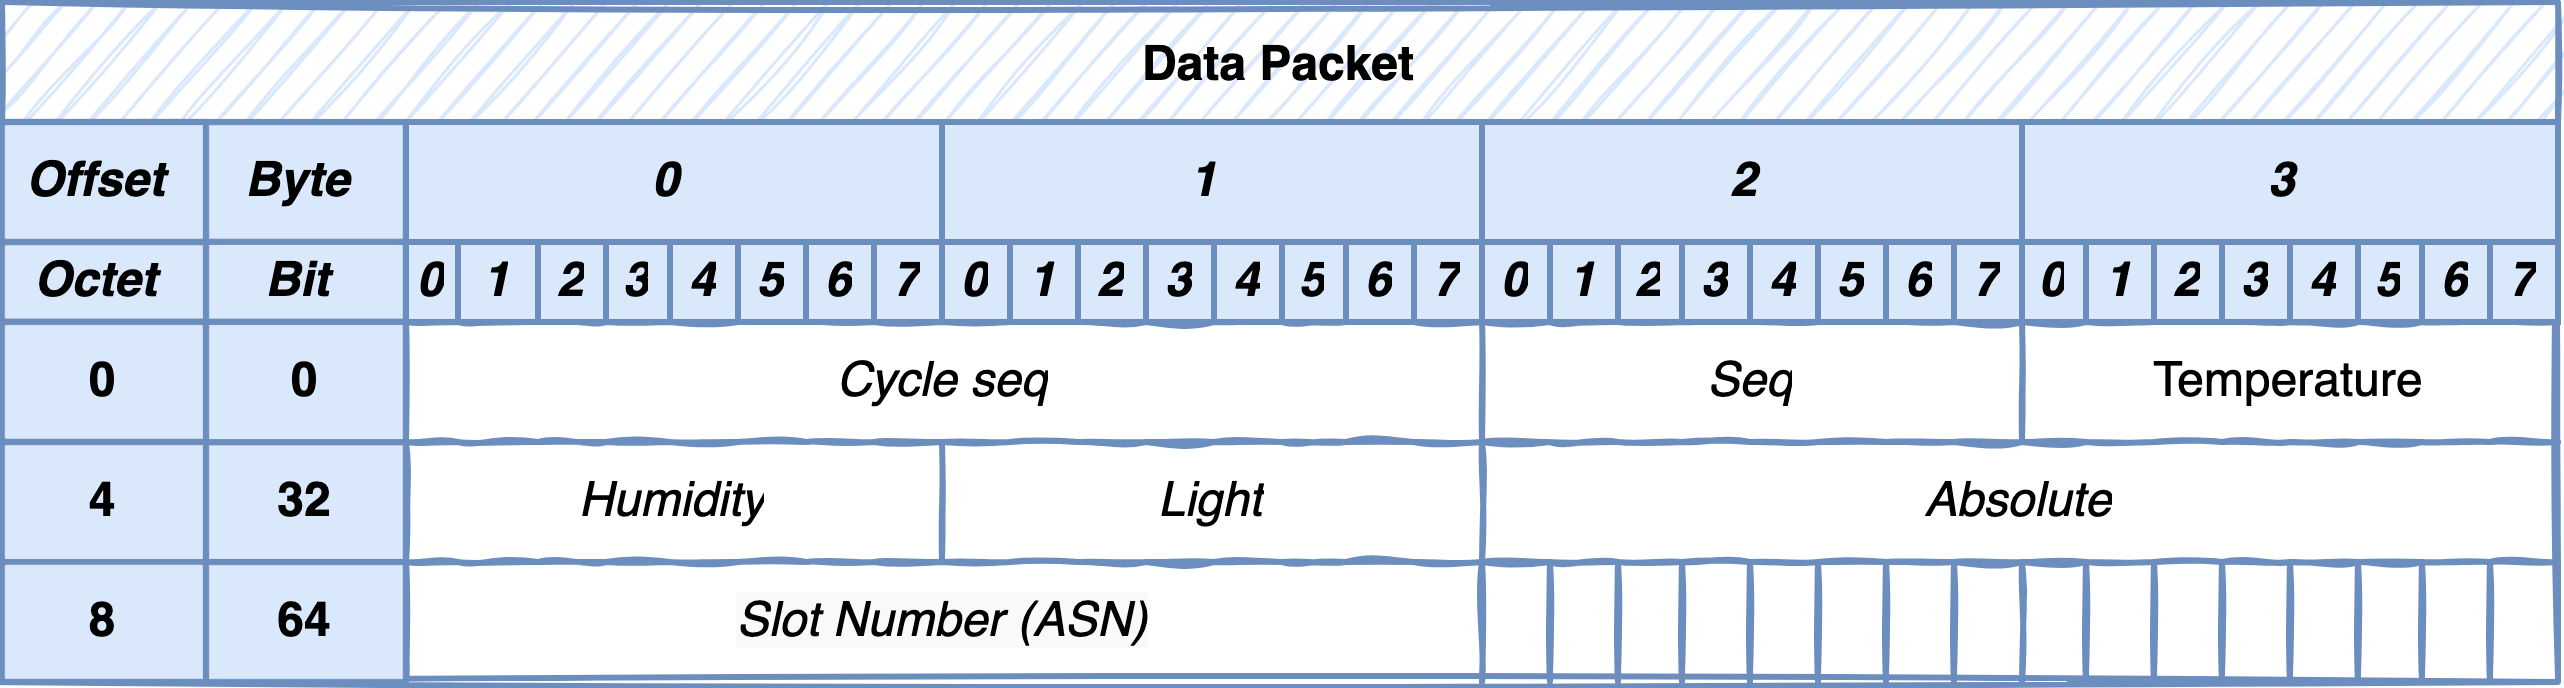 Data Packet
Offset Byte 0 1 2 3
Octet Bit 0 1 2 3 4 5 6 7 0 1 2 3 4 5 6 7 0 1 2 3 4 5 6 7 0 1 2 3 4 5 6 7
0 0 Cycle seq Seq Temperature
4 32 Humidity Light Absolute
8 64 Slot Number (ASN)